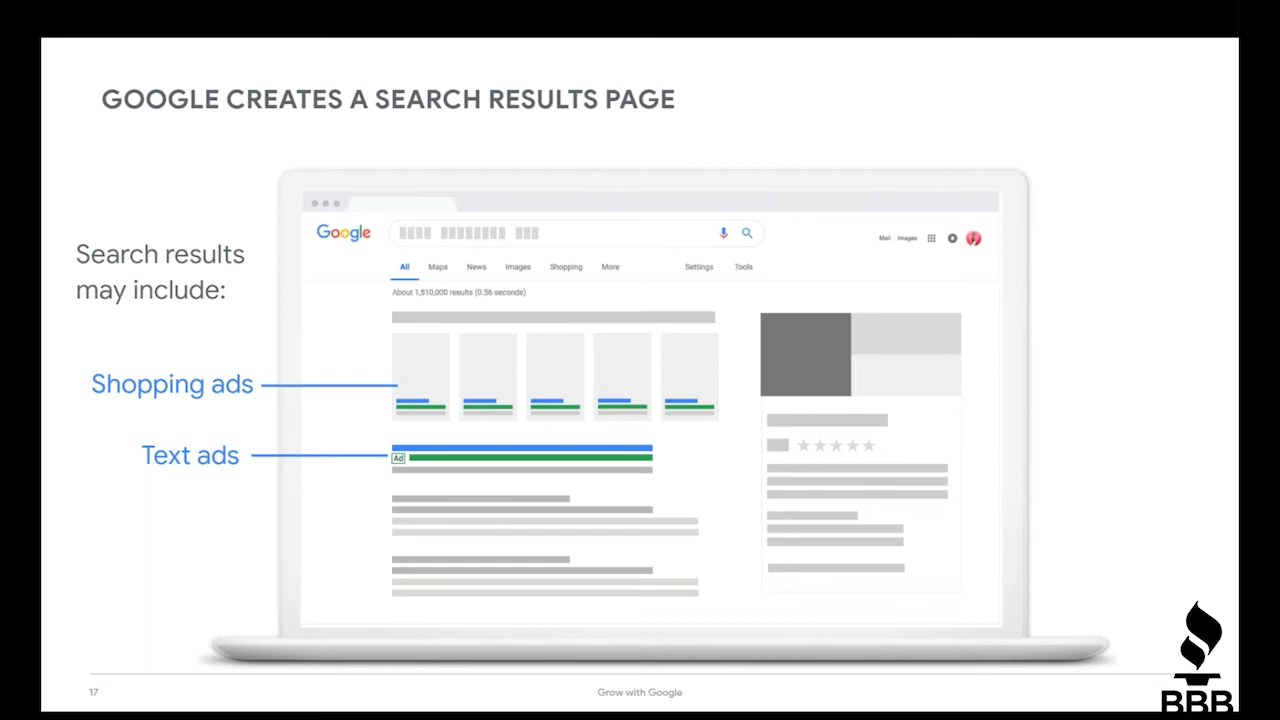 GOOGLE CREATES A SEARCH RESULTS PAGE
Search results
may include:
Shopping ads
Text ads
Google
Mail Images
All Maps News Images Shopping More Settings Tools
About 1,510,000 results (0.56 seconds)
Ad
17
Grow with Google
BBB